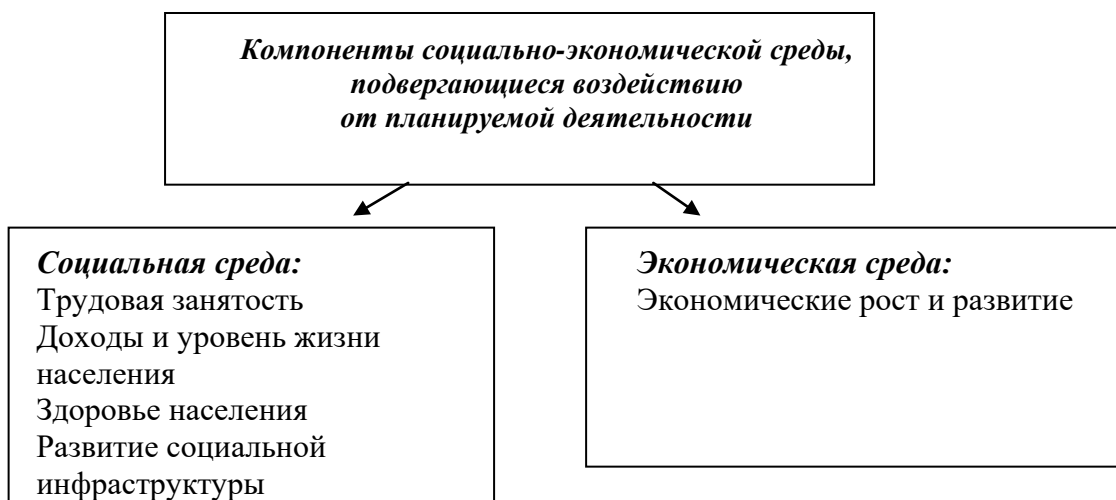 Компоненты социально-экономической среды,
подвергающиеся воздействию
от планируемой деятельности
Социальная среда:
Трудовая занятость
Доходы и уровень жизни
населения
Здоровье населения
Развитие социальной
инфраструктуры
Экономическая среда:
Экономические рост и развитие